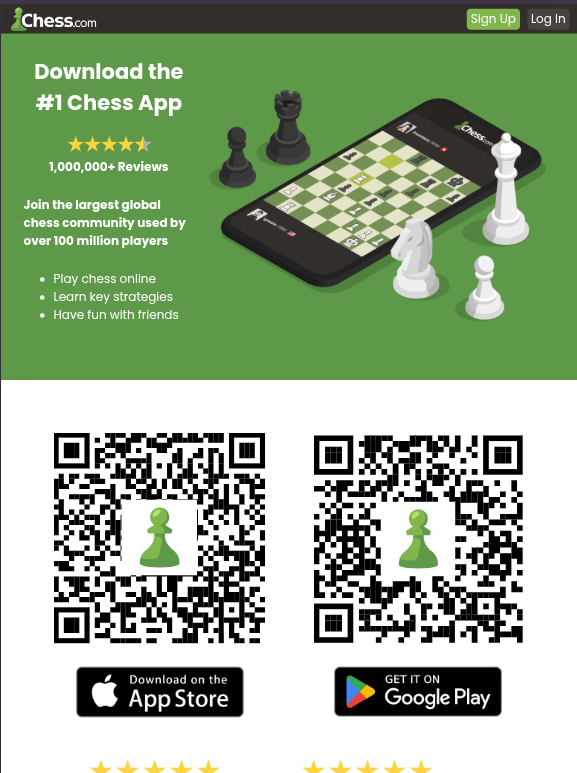 Chess.com
Sign Up
Log In
Download the
#1 Chess App
1,000,000+ Reviews
Join the largest global
chess community used by
over 100 million players
Play chess online
Learn key strategies
Have fun with friends
Chess.com
Download on the
App Store
GET IT ON
Google Play